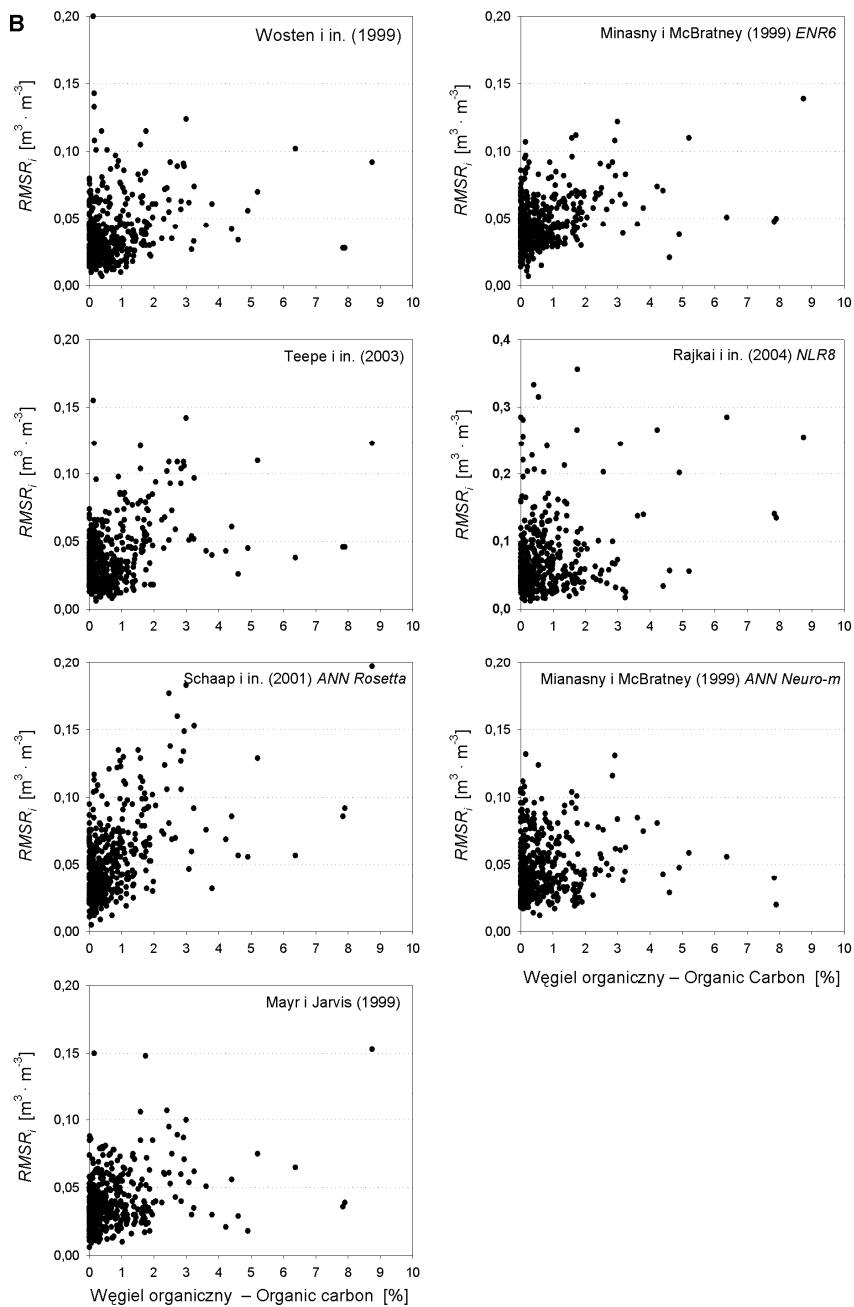 B
Wosten i in. (1999)
RMSRᵢ [m³ · m⁻³]
0,20
0,15
0,10
0,05
0,00
0 1 2 3 4 5 6 7 8 9 10
Minasny i McBratney (1999) ENR6
RMSRᵢ [m³ · m⁻³]
0,20
0,15
0,10
0,05
0,00
0 1 2 3 4 5 6 7 8 9 10
Teepe i in. (2003)
RMSRᵢ [m³ · m⁻³]
0,20
0,15
0,10
0,05
0,00
0 1 2 3 4 5 6 7 8 9 10
Rajkai i in. (2004) NLR8
RMSRᵢ [m³ · m⁻³]
0,4
0,3
0,2
0,1
0,0
0 1 2 3 4 5 6 7 8 9 10
Schaap i in. (2001) ANN Rosetta
RMSRᵢ [m³ · m⁻³]
0,20
0,15
0,10
0,05
0,00
0 1 2 3 4 5 6 7 8 9 10
Mianasny i McBratney (1999) ANN Neuro-m
RMSRᵢ [m³ · m⁻³]
0,20
0,15
0,10
0,05
0,00
0 1 2 3 4 5 6 7 8 9 10
Węgiel organiczny – Organic Carbon [%]
Mayr i Jarvis (1999)
RMSRᵢ [m³ · m⁻³]
0,20
0,15
0,10
0,05
0,00
0 1 2 3 4 5 6 7 8 9 10
Węgiel organiczny – Organic carbon [%]